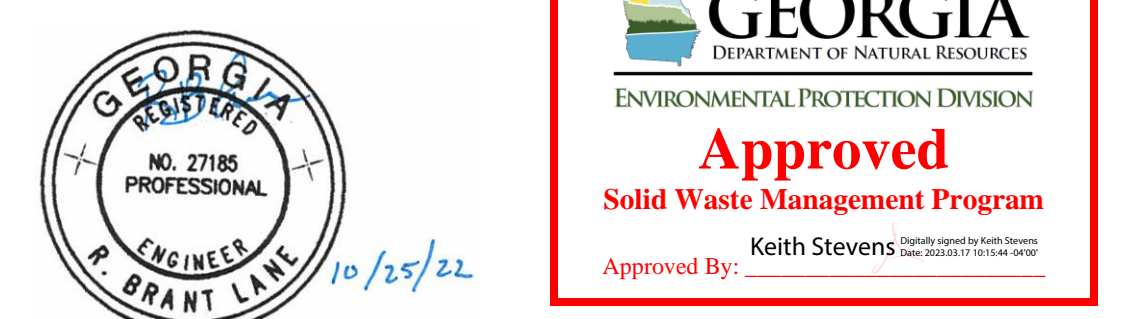 GEORGIA
REGISTERED
NO. 27185
PROFESSIONAL
ENGINEER
R. BRANT LANE
10/25/22
GEORGIA
DEPARTMENT OF NATURAL RESOURCES
ENVIRONMENTAL PROTECTION DIVISION
Approved
Solid Waste Management Program
Approved By:
Keith Stevens
Digitally signed by Keith Stevens
Date: 2023.03.17 10:15:44 -04'00'